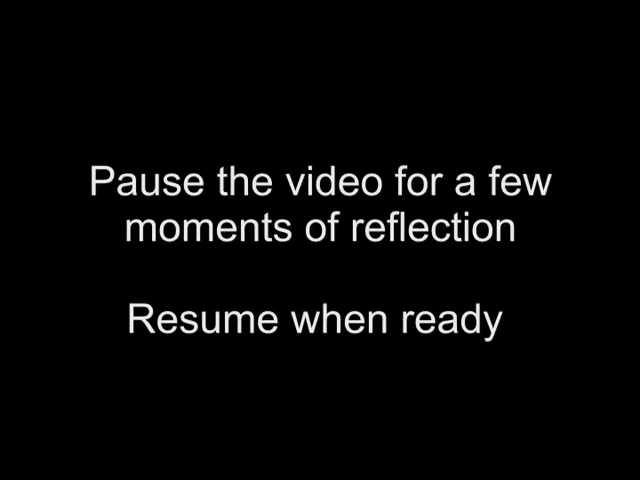 Pause the video for a few
moments of reflection
Resume when ready